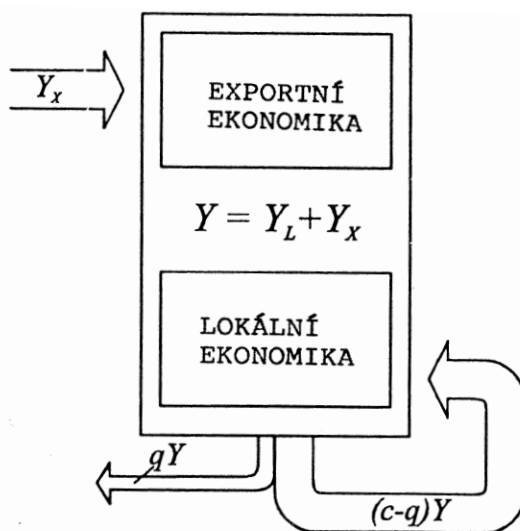 Y_x
EXPORTNÍ
EKONOMIKA
Y = Y_L + Y_X
LOKÁLNÍ
EKONOMIKA
qY
(c-q)Y